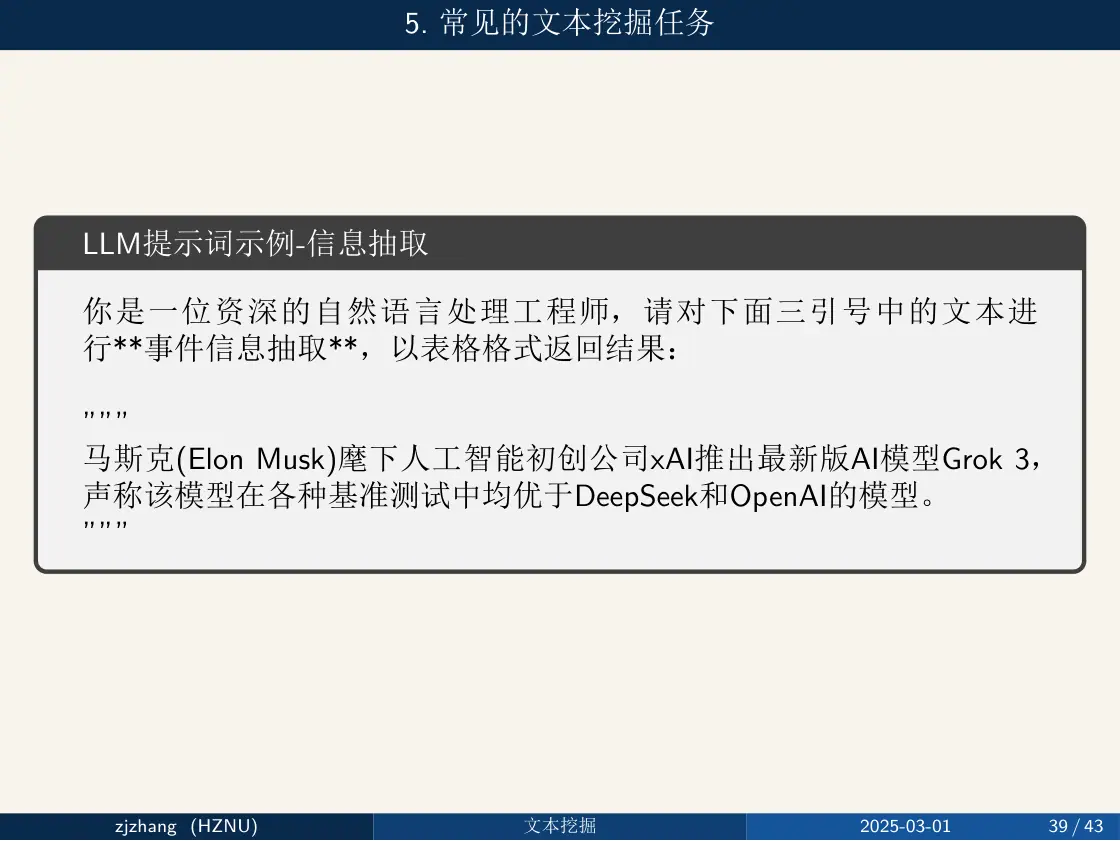 5. 常见的文本挖掘任务
LLM提示词示例-信息抽取
你是一位资深的自然语言处理工程师，请对下面三引号中的文本进
行**事件信息抽取**，以表格格式返回结果：
”””
马斯克(Elon Musk)麾下人工智能初创公司xAI推出最新版AI模型Grok 3，
声称该模型在各种基准测试中均优于DeepSeek和OpenAI的模型。
”””
zjzhang (HZNU) 文本挖掘 2025-03-01 39 / 43